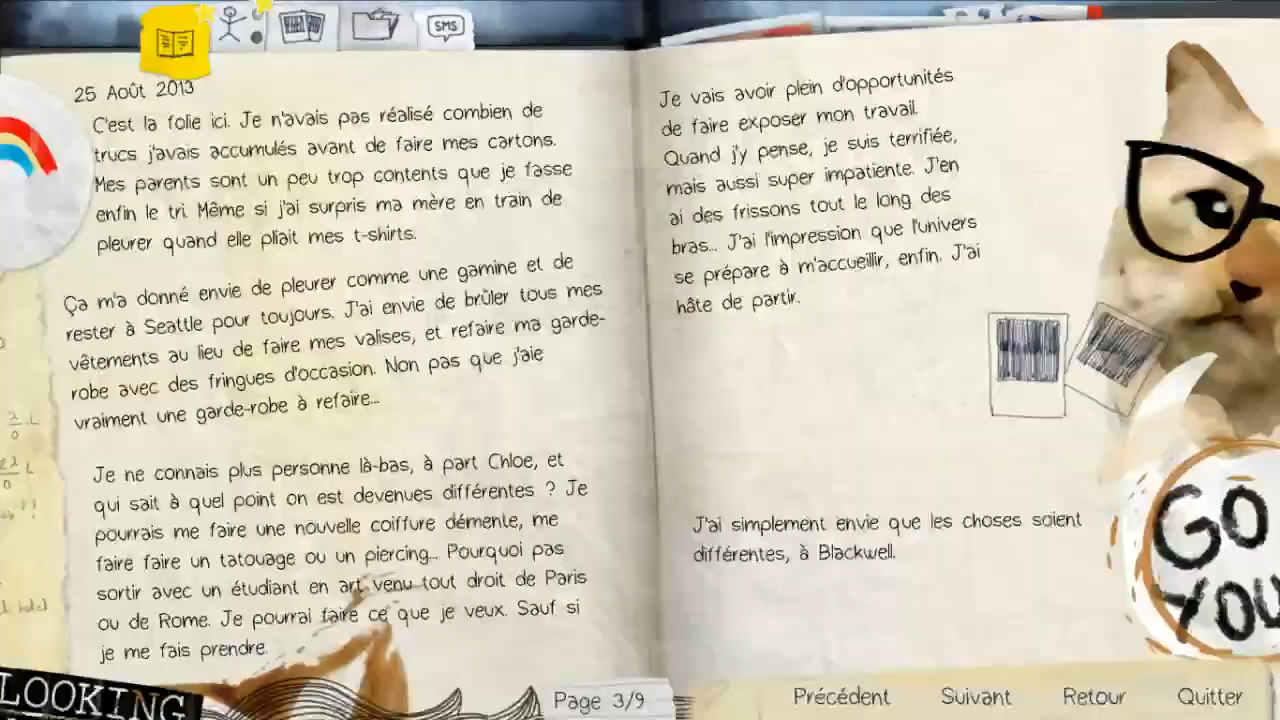 SMS
25 Août 2013
C'est la folie ici. Je n'avais pas réalisé combien de
trucs j'avais accumulés avant de faire mes cartons.
Mes parents sont un peu trop contents que je fasse
enfin le tri. Même si j'ai surpris ma mère en train de
pleurer quand elle pliait mes t-shirts.
Ça m'a donné envie de pleurer comme une gamine et de
rester à Seattle pour toujours. J'ai envie de brûler tous mes
vêtements au lieu de faire mes valises, et refaire ma garde-
robe avec des fringues d'occasion. Non pas que j'aie
vraiment une garde-robe à refaire...
Je ne connais plus personne là-bas, à part Chloe, et
qui sait à quel point on est devenues différentes ? Je
pourrais me faire une nouvelle coiffure démente, me
faire faire un tatouage ou un piercing... Pourquoi pas
sortir avec un étudiant en art venu tout droit de Paris
ou de Rome. Je pourrai faire ce que je veux. Sauf si
je me fais prendre.
Je vais avoir plein d'opportunités
de faire exposer mon travail.
Quand j'y pense, je suis terrifiée,
mais aussi super impatiente. J'en
ai des frissons tout le long des
bras... J'ai l'impression que l'univers
se prépare à m'accueillir, enfin. J'ai
hâte de partir.
J'ai simplement envie que les choses soient
différentes, à Blackwell.
GO
YOU
LOOKING
Page 3/9
Précédent Suivant Retour Quitter